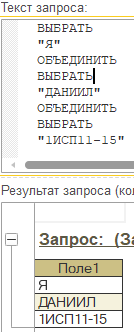 Текст запроса:
ВЫБРАТЬ
"Я"
ОБЪЕДИНИТЬ
ВЫБРАТЬ
"ДАНИИЛ"
ОБЪЕДИНИТЬ
ВЫБРАТЬ
"1ИСП11-15"
Результат запроса (ко
Запрос: (За
Поле1
Я
ДАНИИЛ
1ИСП11-15